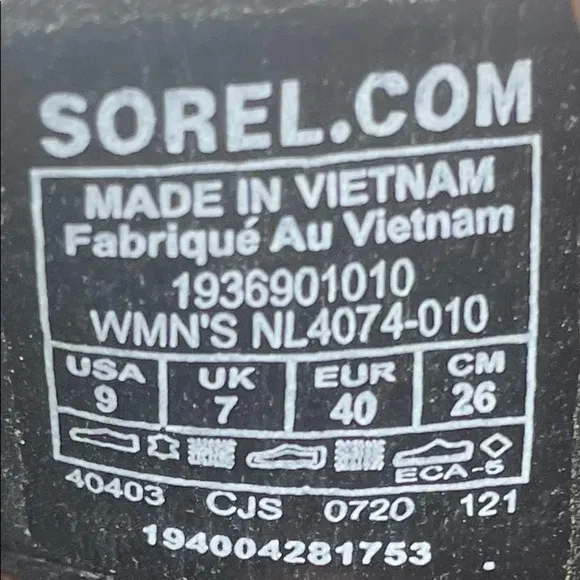 SOREL.COM
MADE IN VIETNAM
Fabriqué Au Vietnam
1936901010
WMN'S NL4074-010
USA UK EUR CM
9 7 40 26
ECA-5
40403 CJS 0720 121
194004281753